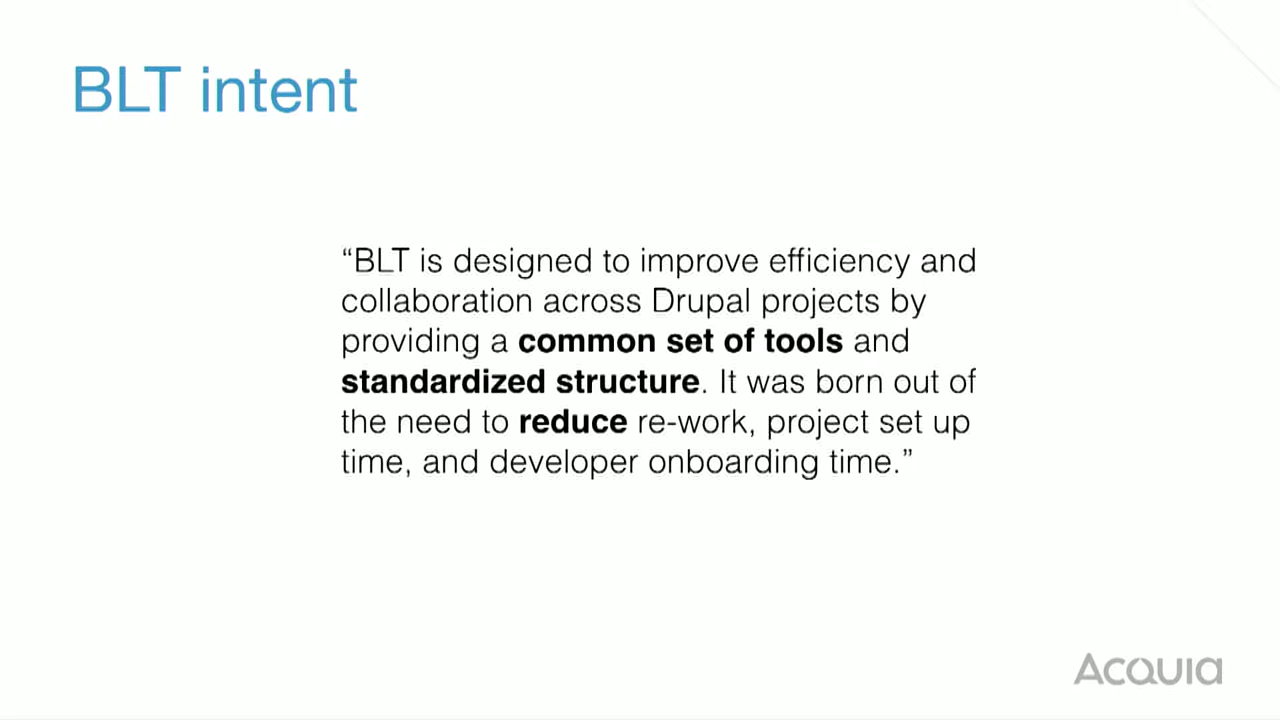 BLT intent
“BLT is designed to improve efficiency and
collaboration across Drupal projects by
providing a common set of tools and
standardized structure. It was born out of
the need to reduce re-work, project set up
time, and developer onboarding time.”
Acquia